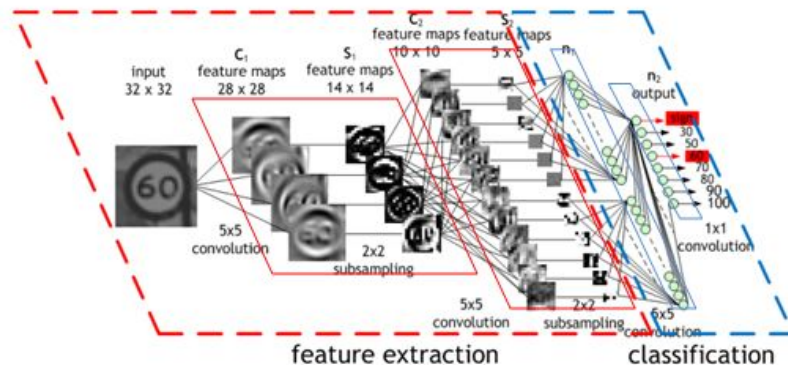 input
32 x 32
C1
feature maps
28 x 28
S1
feature maps
14 x 14
C2
feature maps
10 x 10
S2
feature maps
5 x 5
n1
n2
output
30
50
60
70
80
90
100
60
5x5
convolution
2x2
subsampling
5x5
convolution
2x2
subsampling
5x5
convolution
1x1
convolution
feature extraction
classification